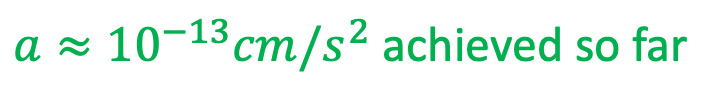 a ≈ 10⁻¹³cm/s² achieved so far